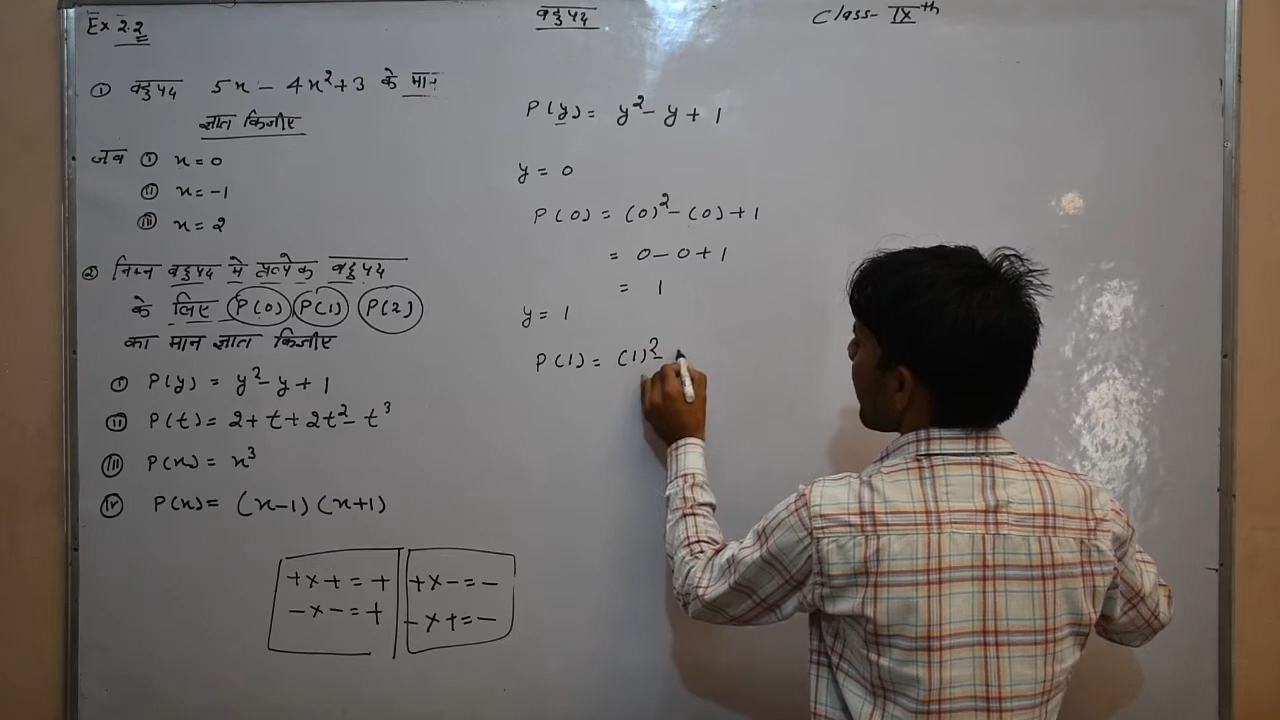 Ex 2.2
बहुपद
Class- IXth
① बहुपद 5x - 4x²+3 के मान
ज्ञात किजीए
जब ① x=0
② x=-1
③ x=2
② निम्न बहुपद मे प्रत्येक बहुपद
के लिए P(0) P(1) P(2)
का मान ज्ञात किजीए
① P(y) = y²-y+1
② P(t)= 2+t+2t²-t³
③ P(x)= x³
④ P(x)= (x-1)(x+1)
+x+=+
-x-=+
+x-=-
-x+=-
P(y)= y²-y+1
y = 0
P(0) = (0)²-(0)+1
= 0-0+1
= 1
y = 1
P(1) = (1)²-